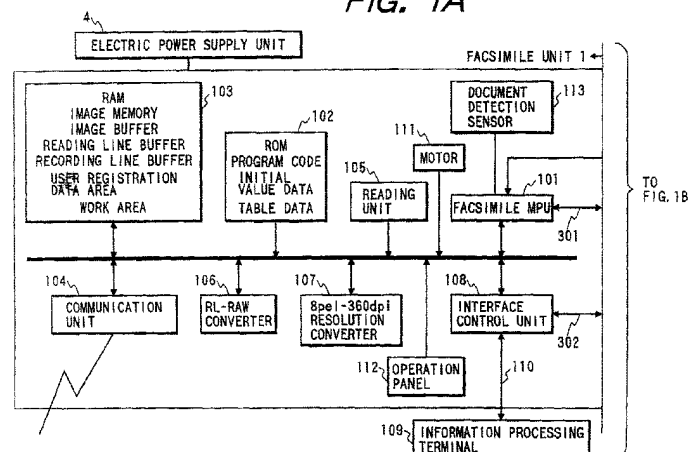 FIG. 1A
4
ELECTRIC POWER SUPPLY UNIT
FACSIMILE UNIT 1
RAM
IMAGE MEMORY
IMAGE BUFFER
READING LINE BUFFER
RECORDING LINE BUFFER
USER REGISTRATION
DATA AREA
WORK AREA
103
102
ROM
PROGRAM CODE
INITIAL
VALUE DATA
TABLE DATA
105
READING
UNIT
111
MOTOR
DOCUMENT
DETECTION
SENSOR
113
101
FACSIMILE MPU
301
TO
FIG. 1B
104
COMMUNICATION
UNIT
106
RL-RAW
CONVERTER
107
8pel-360dpi
RESOLUTION
CONVERTER
108
INTERFACE
CONTROL UNIT
302
112
OPERATION
PANEL
110
109
INFORMATION PROCESSING
TERMINAL